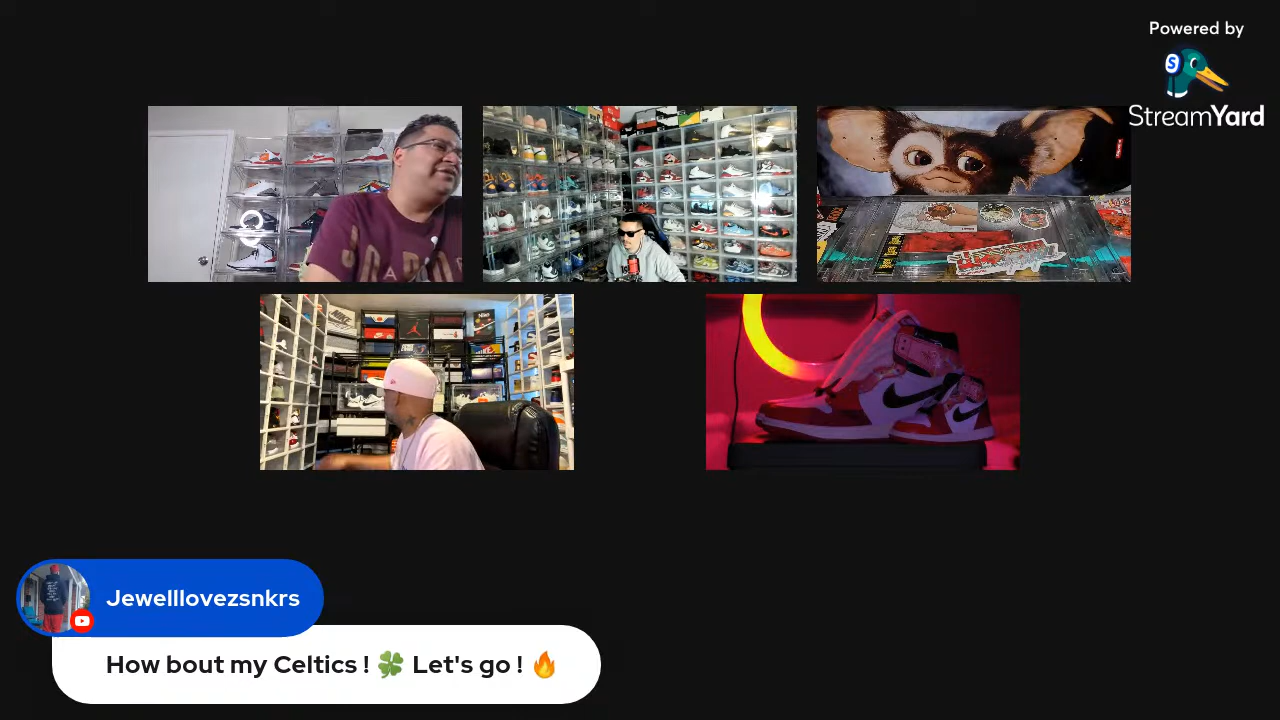 Powered by
StreamYard
Jewelllovezsnkrs
How bout my Celtics ! 🍀 Let's go ! 🔥